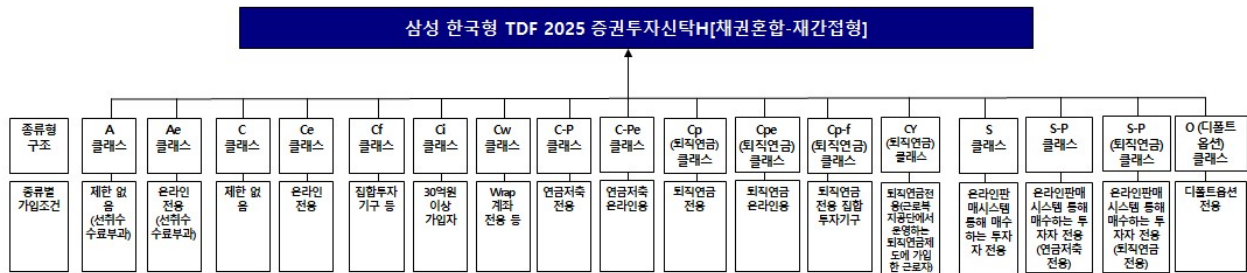 삼성 한국형 TDF 2025 증권투자신탁H[채권혼합-재간접형]
종류형
구조
A
클래스
Ae
클래스
C
클래스
Ce
클래스
Cf
클래스
Ci
클래스
Cw
클래스
C-P
클래스
C-Pe
클래스
Cp
(퇴직연금)
클래스
Cpe
(퇴직연금)
클래스
Cp-f
(퇴직연금)
클래스
CY
(퇴직연금)
클래스
S
클래스
S-P
클래스
S-P
(퇴직연금)
클래스
O (디폴트
옵션)
클래스
종류별
가입조건
제한 없
음
(선취수
수료부과)
온라인
전용
(선취수
수료부과)
제한 없
음
온라인
전용
집합투자
기구 등
30억원
이상
가입자
Wrap
계좌
전용 등
연금저축
전용
연금저축
온라인용
퇴직연금
전용
퇴직연금
온라인용
퇴직연금
전용 집합
투자기구
퇴직연금전
용(근로복
지공단에서
운영하는
퇴직연금제
도에 가입
한 근로자)
온라인판
매시스템
통해 매수
하는 투자
자 전용
온라인판매
시스템 통해
매수하는 투
자자 전용
(연금저축
전용)
온라인판매
시스템 통해
매수하는 투
자자 전용
(퇴직연금
전용)
디폴트옵션
전용